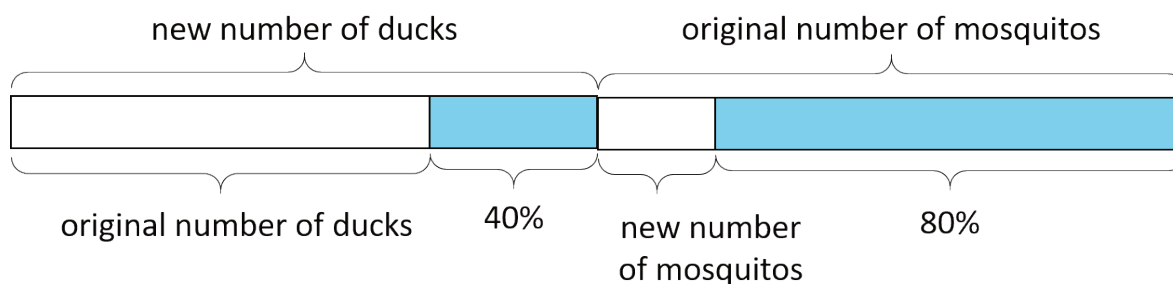 new number of ducks
original number of mosquitos
original number of ducks
40%
new number
of mosquitos
80%